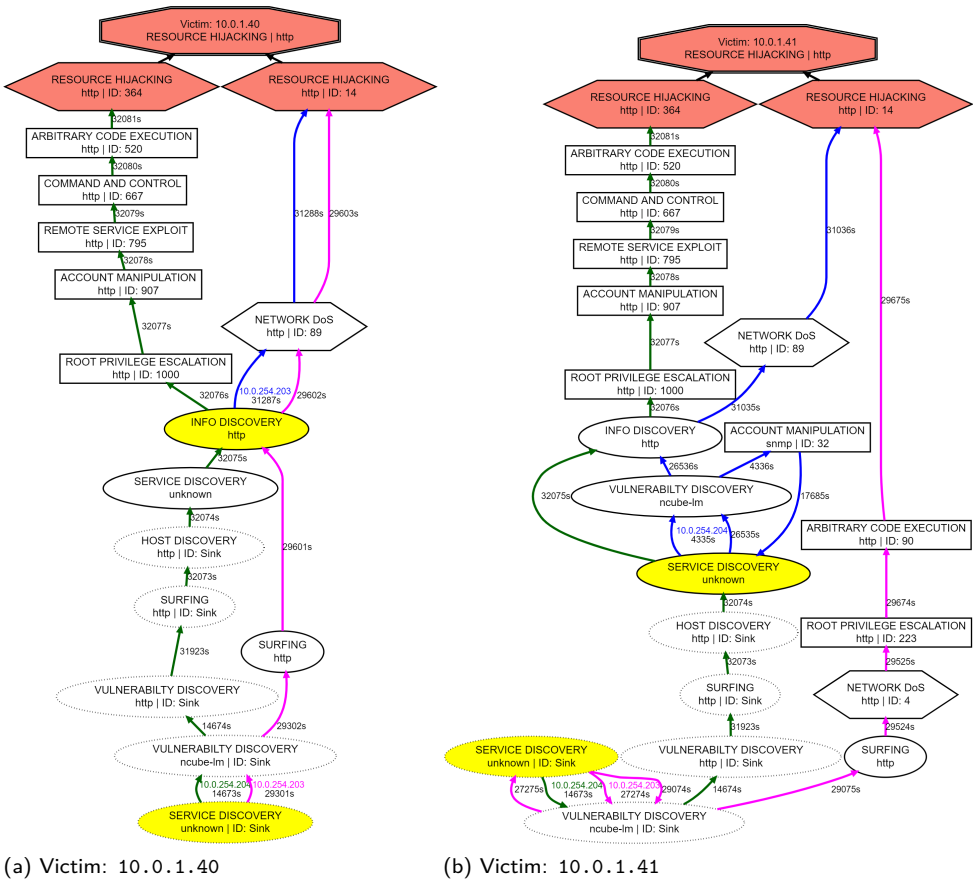 Victim: 10.0.1.40
RESOURCE HIJACKING | http
RESOURCE HIJACKING
http | ID: 364
RESOURCE HIJACKING
http | ID: 14
32081s
ARBITRARY CODE EXECUTION
http | ID: 520
32080s
COMMAND AND CONTROL
http | ID: 667
32079s
31288s
29603s
REMOTE SERVICE EXPLOIT
http | ID: 795
32078s
ACCOUNT MANIPULATION
http | ID: 907
NETWORK DoS
http | ID: 89
32077s
ROOT PRIVILEGE ESCALATION
http | ID: 1000
32076s
10.0.254.203
31287s
29602s
INFO DISCOVERY
http
32075s
SERVICE DISCOVERY
unknown
32074s
HOST DISCOVERY
http | ID: Sink
29601s
32073s
SURFING
http | ID: Sink
SURFING
http
31923s
VULNERABILTY DISCOVERY
http | ID: Sink
14674s
29302s
VULNERABILTY DISCOVERY
ncube-lm | ID: Sink
10.0.254.204
14673s
10.0.254.203
29301s
SERVICE DISCOVERY
unknown | ID: Sink
(a) Victim: 10.0.1.40
Victim: 10.0.1.41
RESOURCE HIJACKING | http
RESOURCE HIJACKING
http | ID: 364
RESOURCE HIJACKING
http | ID: 14
32081s
ARBITRARY CODE EXECUTION
http | ID: 520
32080s
COMMAND AND CONTROL
http | ID: 667
32079s
31036s
REMOTE SERVICE EXPLOIT
http | ID: 795
32078s
ACCOUNT MANIPULATION
http | ID: 907
29675s
32077s
NETWORK DoS
http | ID: 89
ROOT PRIVILEGE ESCALATION
http | ID: 1000
32076s
31035s
INFO DISCOVERY
http
ACCOUNT MANIPULATION
snmp | ID: 32
26536s
4336s
32075s
VULNERABILTY DISCOVERY
ncube-lm
17685s
10.0.254.204
4335s
26535s
ARBITRARY CODE EXECUTION
http | ID: 90
SERVICE DISCOVERY
unknown
32074s
29674s
HOST DISCOVERY
http | ID: Sink
ROOT PRIVILEGE ESCALATION
http | ID: 223
32073s
29525s
SURFING
http | ID: Sink
NETWORK DoS
http | ID: 4
31923s
29524s
SERVICE DISCOVERY
unknown | ID: Sink
VULNERABILTY DISCOVERY
http | ID: Sink
SURFING
http
27275s
10.0.254.204
14673s
10.0.254.203
27274s
29074s
14674s
29075s
VULNERABILTY DISCOVERY
ncube-lm | ID: Sink
(b) Victim: 10.0.1.41